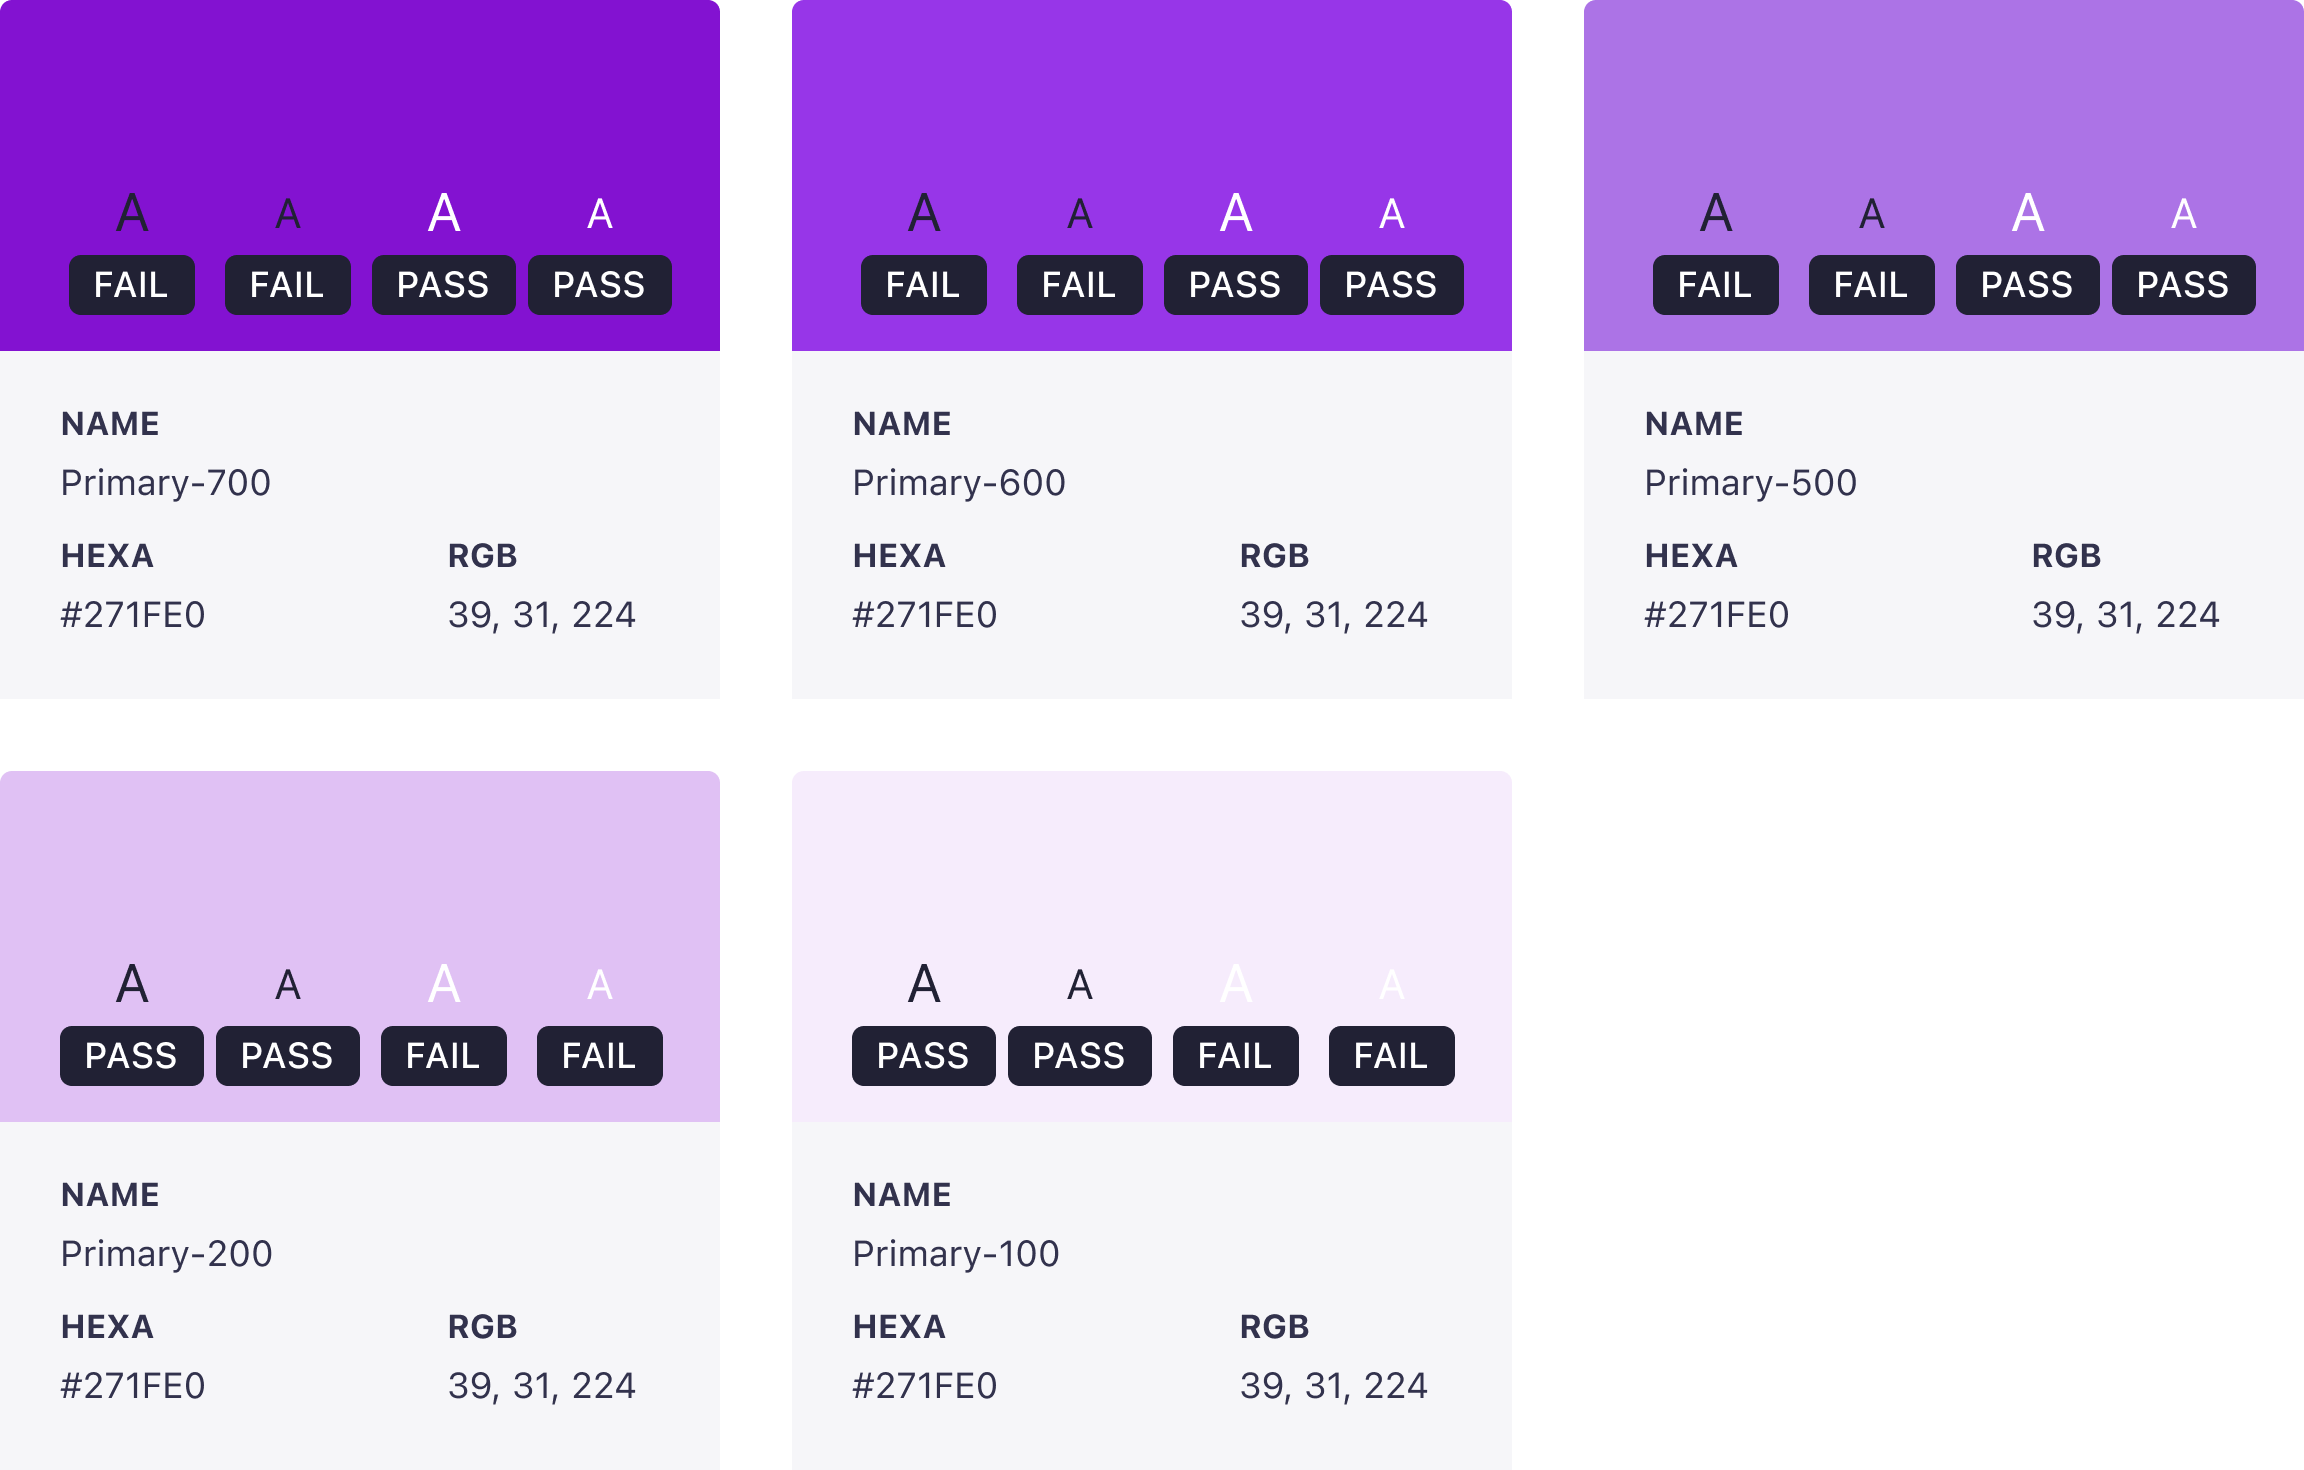 A A A A
FAIL FAIL PASS PASS
NAME
Primary-700
HEXA RGB
#271FE0 39, 31, 224
A A A A
FAIL FAIL PASS PASS
NAME
Primary-600
HEXA RGB
#271FE0 39, 31, 224
A A A A
FAIL FAIL PASS PASS
NAME
Primary-500
HEXA RGB
#271FE0 39, 31, 224
A A A A
PASS PASS FAIL FAIL
NAME
Primary-200
HEXA RGB
#271FE0 39, 31, 224
A A A A
PASS PASS FAIL FAIL
NAME
Primary-100
HEXA RGB
#271FE0 39, 31, 224